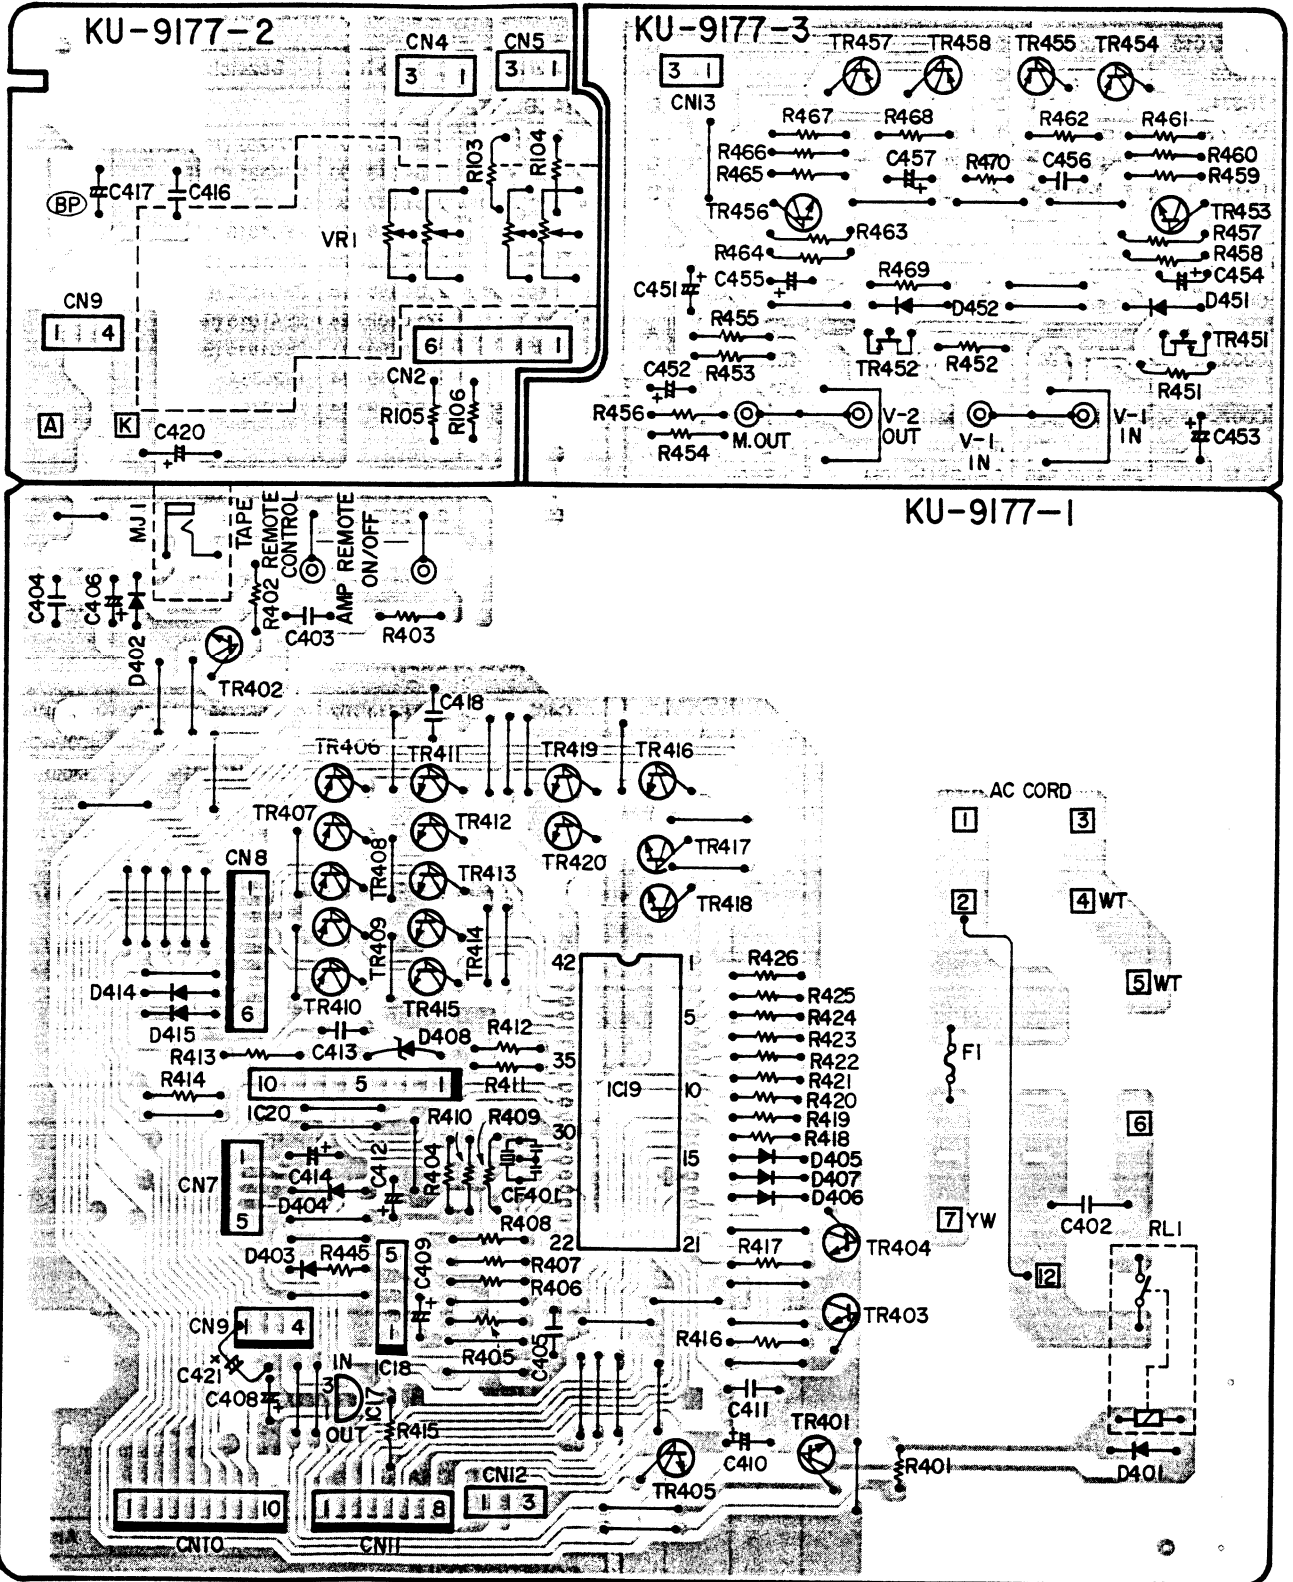 KU-9177-2
CN4
3 1
CN5
3 1
R103
R104
C417
C416
BP
VR1
CN9
1 4
6 1
CN2
R105
R106
A
K
C420
KU-9177-3
TR457
TR458
TR455
TR454
3 1
CN13
R467
R468
R462
R461
R466
C457
R470
C456
R460
R465
R459
TR456
TR453
R463
R457
R464
R458
C451
C455
R469
C454
D452
D451
R455
TR452
R452
TR451
R453
C452
R451
R456
M.OUT
V-2
OUT
V-1
IN
V-1
IN
C453
R454
KU-9177-1
MJ1
TAPE
R402
REMOTE
CONTROL
AMP REMOTE
ON/OFF
C404
C406
D402
C403
R403
TR402
C418
TR406
TR411
TR419
TR416
TR407
TR412
TR420
TR417
CN8
1
6
TR408
TR413
TR418
TR409
TR414
TR410
TR415
D414
D415
R413
C413
D408
R412
R411
R414
10 5 1
IC20
R410
R409
42
35
30
22
IC19
1
5
10
15
21
R426
R425
R424
R423
R422
R421
R420
R419
R418
D405
D407
D406
CN7
1
5
C414
D404
C412
R404
CF401
R408
R407
R406
D403
R445
5
1
IC18
C409
R405
C405
R417
TR404
TR403
R416
CN9
1 4
C421
C408
IN
3
1
OUT
IC17
R415
C411
C410
TR401
TR405
R401
CN12
1 3
1 10
CN10
1 8
CN11
AC CORD
1
3
2
4 WT
5 WT
F1
6
7 YW
C402
12
RL1
D401